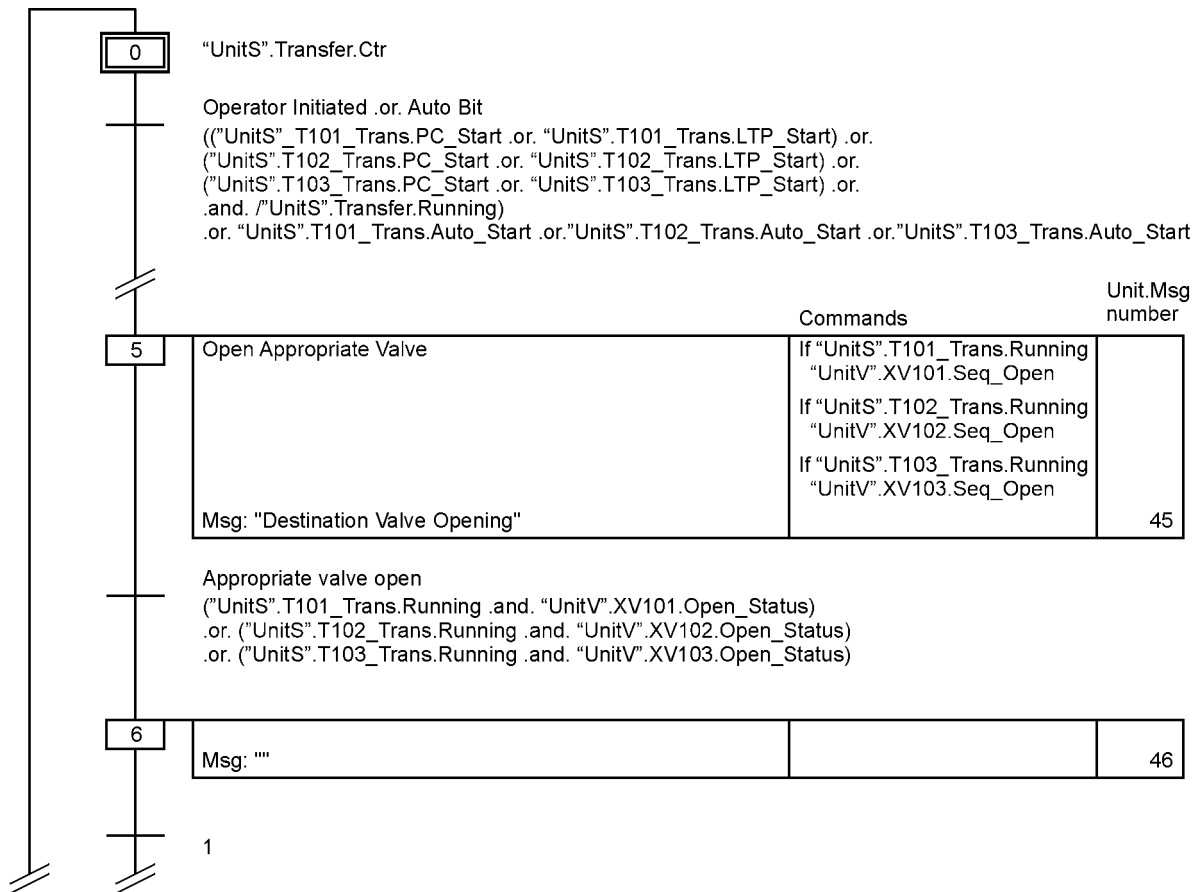 0 “UnitS”.Transfer.Ctr
Operator Initiated .or. Auto Bit
(("UnitS"_T101_Trans.PC_Start .or. “UnitS”.T101_Trans.LTP_Start) .or.
("UnitS”.T102_Trans.PC_Start .or. “UnitS”.T102_Trans.LTP_Start) .or.
("UnitS”.T103_Trans.PC_Start .or. “UnitS”.T103_Trans.LTP_Start) .or.
.and. /"UnitS”.Transfer.Running)
.or. “UnitS”.T101_Trans.Auto_Start .or."UnitS”.T102_Trans.Auto_Start .or."UnitS”.T103_Trans.Auto_Start
Commands
Unit.Msg
number
5
Open Appropriate Valve
If “UnitS”.T101_Trans.Running
“UnitV”.XV101.Seq_Open
If “UnitS”.T102_Trans.Running
“UnitV”.XV102.Seq_Open
If “UnitS”.T103_Trans.Running
“UnitV”.XV103.Seq_Open
Msg: "Destination Valve Opening"
45
Appropriate valve open
("UnitS”.T101_Trans.Running .and. “UnitV”.XV101.Open_Status)
.or. ("UnitS”.T102_Trans.Running .and. “UnitV”.XV102.Open_Status)
.or. ("UnitS”.T103_Trans.Running .and. “UnitV”.XV103.Open_Status)
6
Msg: ""
46
1